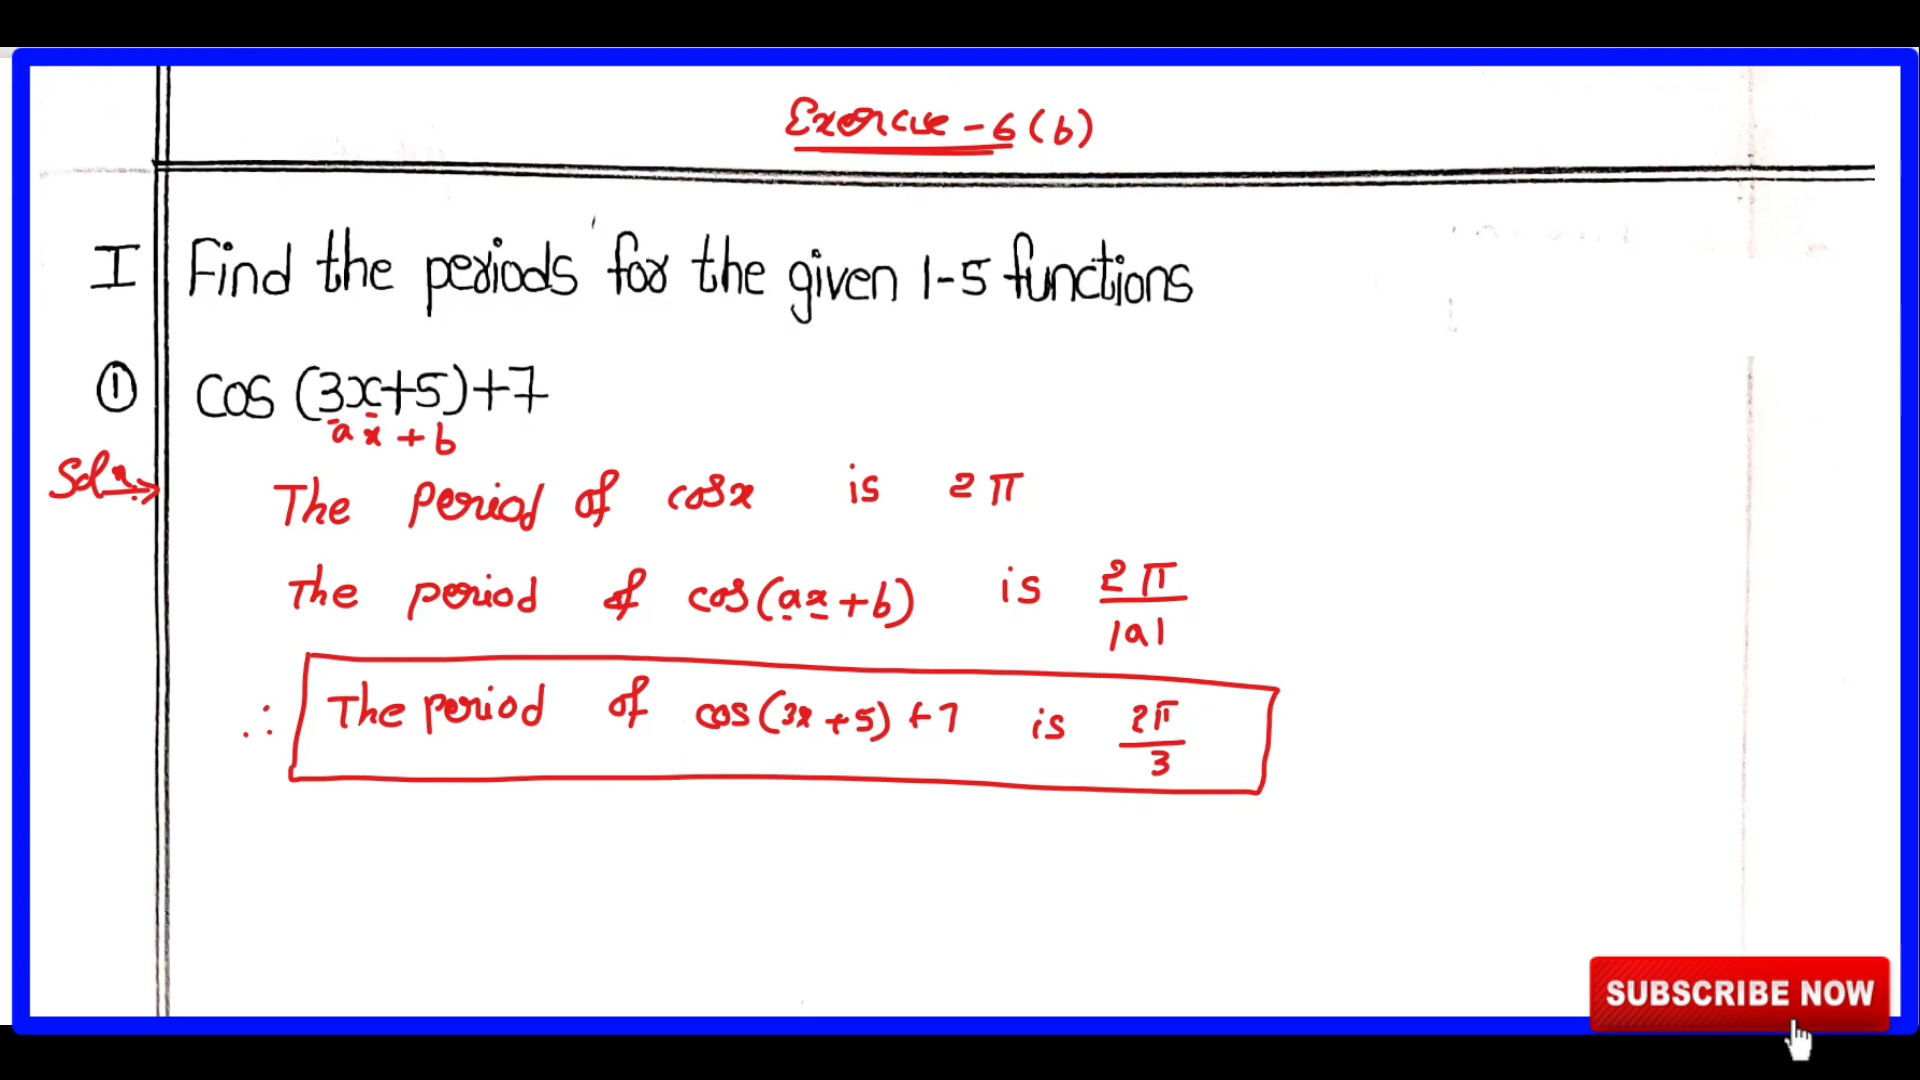 Exercise - 6 (b)
I Find the periods for the given 1-5 functions
① cos (3x+5)+7
a x + b
Soln →
The Period of cosx is 2π
The period of cos(ax+b) is 2π/|a|
∴ The period of cos(3x+5)+7 is 2π/3
SUBSCRIBE NOW